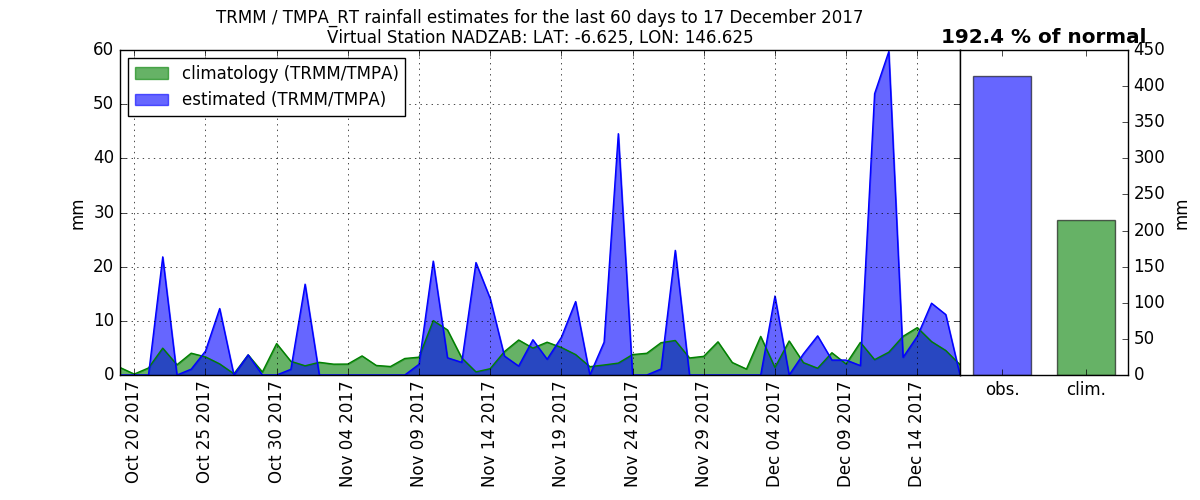 TRMM / TMPA_RT rainfall estimates for the last 60 days to 17 December 2017
Virtual Station NADZAB: LAT: -6.625, LON: 146.625
192.4 % of normal
climatology (TRMM/TMPA)
estimated (TRMM/TMPA)
60
50
40
30
20
10
0
mm
450
400
350
300
250
200
150
100
50
0
mm
Oct 20 2017
Oct 25 2017
Oct 30 2017
Nov 04 2017
Nov 09 2017
Nov 14 2017
Nov 19 2017
Nov 24 2017
Nov 29 2017
Dec 04 2017
Dec 09 2017
Dec 14 2017
obs.
clim.